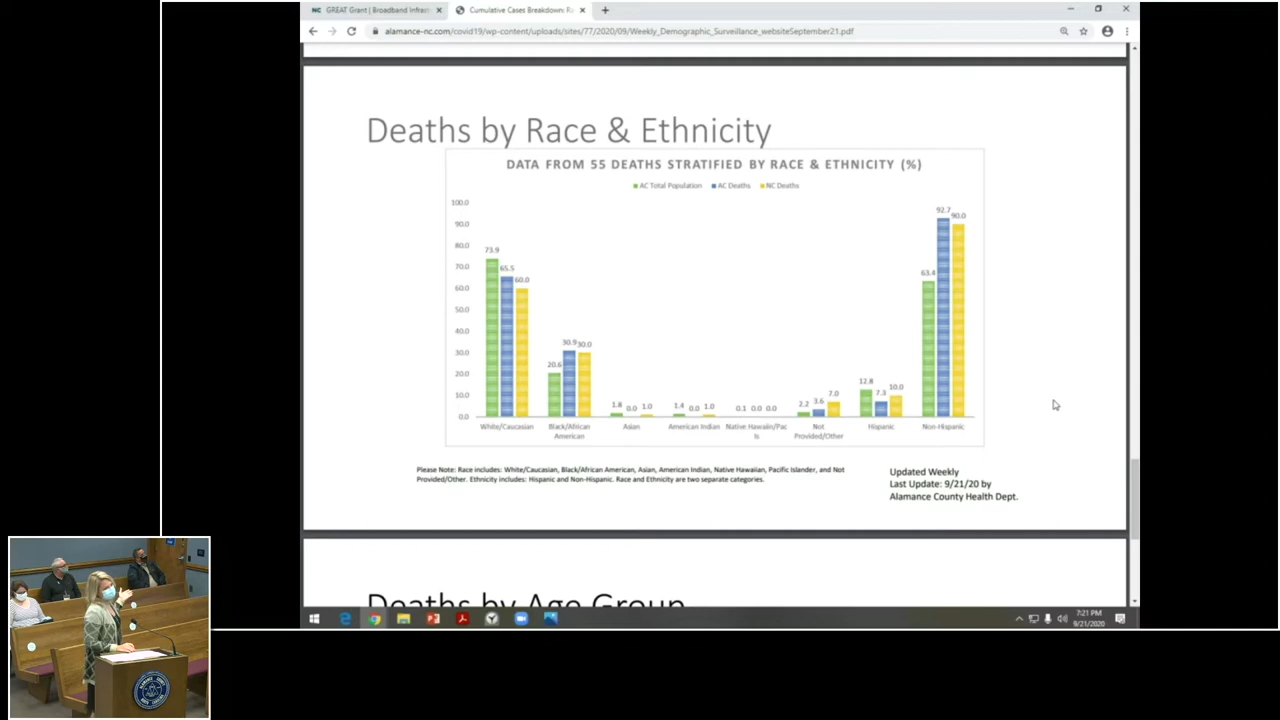 GREAT Grant | Broadband Infrast
Cumulative Cases Breakdown: Ra
alamance-nc.com/covid19/wp-content/uploads/sites/77/2020/09/Weekly_Demographic_Surveillance_websiteSeptember21.pdf
Deaths by Race & Ethnicity
DATA FROM 55 DEATHS STRATIFIED BY RACE & ETHNICITY (%)
AC Total Population AC Deaths NC Deaths
100.0
90.0
80.0
70.0
60.0
50.0
40.0
30.0
20.0
10.0
0.0
73.9 65.5 60.0
20.6 30.9 30.0
1.8 0.0 1.0
1.4 0.0 1.0
0.1 0.0 0.0
2.2 3.6 7.0
12.8 7.3 10.0
63.4 92.7 90.0
White/Caucasian
Black/African
American
Asian
American Indian
Native Hawaiin/Pac
Is
Not
Provided/Other
Hispanic
Non-Hispanic
Please Note: Race includes: White/Caucasian, Black/African American, Asian, American Indian, Native Hawaiian, Pacific Islander, and Not
Provided/Other. Ethnicity includes: Hispanic and Non-Hispanic. Race and Ethnicity are two separate categories.
Updated Weekly
Last Update: 9/21/20 by
Alamance County Health Dept.
Deaths by Age Group
7:21 PM
9/21/2020